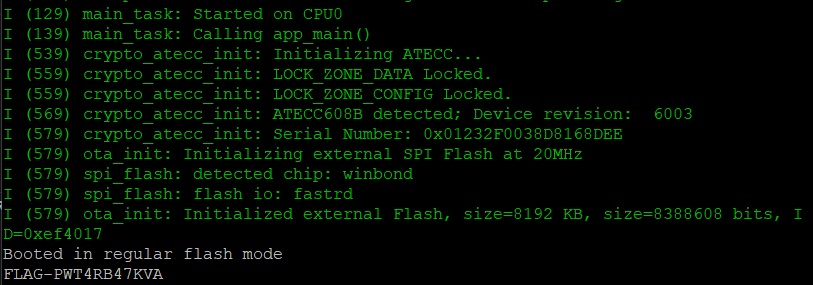 I (129) main_task: Started on CPU0
I (139) main_task: Calling app_main()
I (539) crypto_atecc_init: Initializing ATECC...
I (559) crypto_atecc_init: LOCK_ZONE_DATA Locked.
I (559) crypto_atecc_init: LOCK_ZONE_CONFIG Locked.
I (569) crypto_atecc_init: ATECC608B detected; Device revision:  6003
I (579) crypto_atecc_init: Serial Number: 0x01232F0038D8168DEE
I (579) ota_init: Initializing external SPI Flash at 20MHz
I (579) spi_flash: detected chip: winbond
I (579) spi_flash: flash io: fastrd
I (579) ota_init: Initialized external Flash, size=8192 KB, size=8388608 bits, I
D=0xef4017
Booted in regular flash mode
FLAG-PWT4RB47KVA